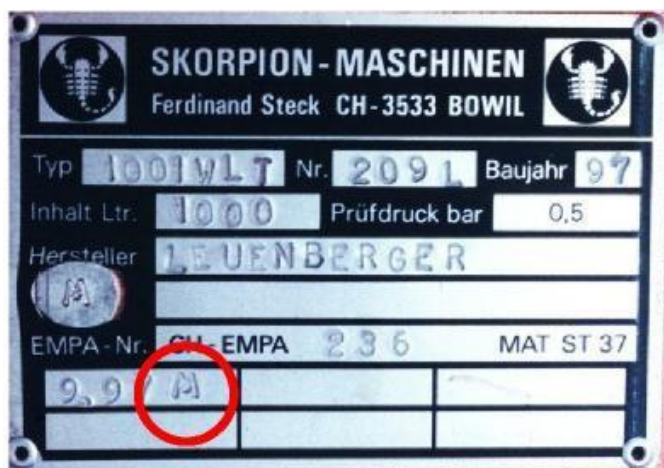 SKORPION-MASCHINEN
Ferdinand Steck CH-3533 BOWIL
Typ 1001WLT Nr. 209L Baujahr 97
Inhalt Ltr. 1000 Prüfdruck bar 0,5
Hersteller LEUENBERGER
M
EMPA-Nr. CH-EMPA 236 MAT ST 37
9.97 M